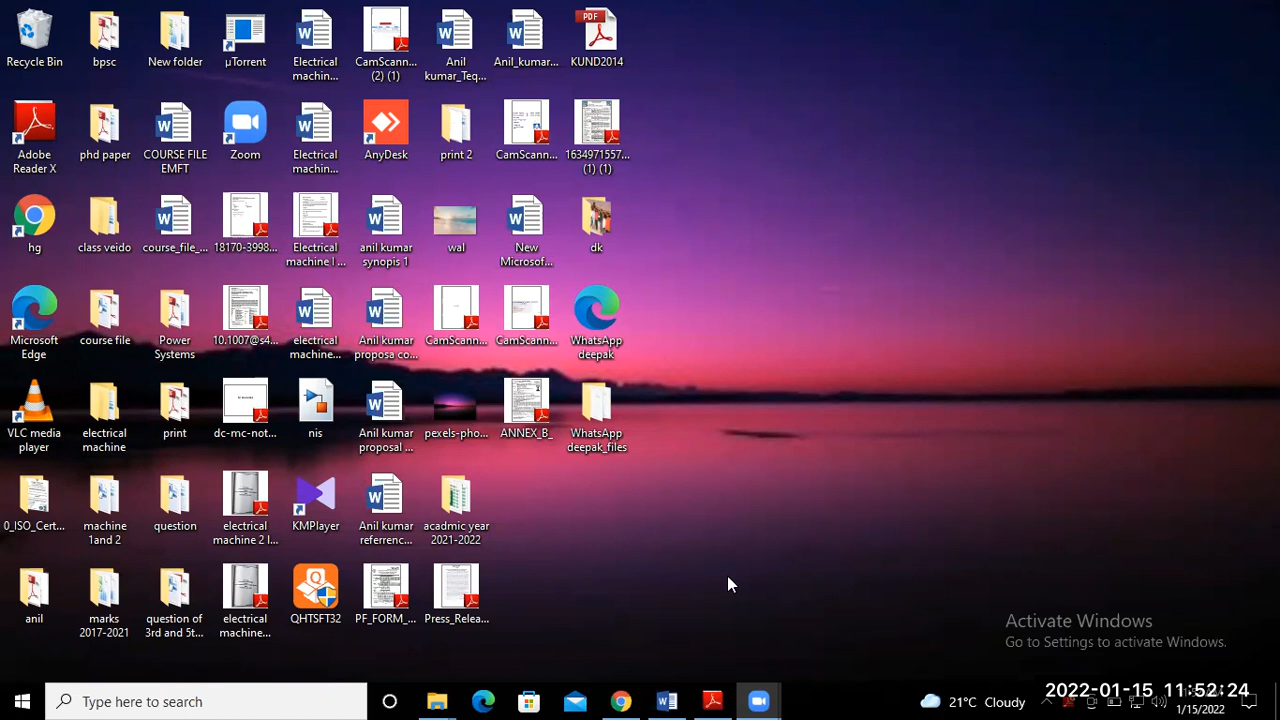 Recycle Bin
bpsc
New folder
µTorrent
Electrical
machin...
CamScann...
(2) (1)
Anil
kumar_Teq...
Anil_kumar...
PDF
KUND2014
Adobe
Reader X
phd paper
COURSE FILE
EMFT
Zoom
Electrical
machin...
AnyDesk
print 2
CamScann...
1634971557...
(1) (1)
hg
class veido
course_file_...
18170-3998...
Electrical
machine I ...
anil kumar
synopis 1
wal
New
Microsof...
dk
Microsoft
Edge
course file
Power
Systems
10.1007@s4...
electrical
machine...
Anil kumar
proposa co...
CamScann...
CamScann...
WhatsApp
deepak
VLC media
player
electrical
machine
print
dc-mc-not...
nis
Anil kumar
proposal ...
pexels-pho...
ANNEX_B_
WhatsApp
deepak_files
0_ISO_Cert...
machine
1and 2
question
electrical
machine 2 l...
KMPlayer
Anil kumar
referrenc...
acadmic year
2021-2022
anil
marks
2017-2021
question of
3rd and 5t...
electrical
machine...
QHTSFT32
PF_FORM_...
Press_Relea...
Activate Windows
Go to Settings to activate Windows.
Type here to search
21°C Cloudy
2022-01-15 11:52:24
1/15/2022